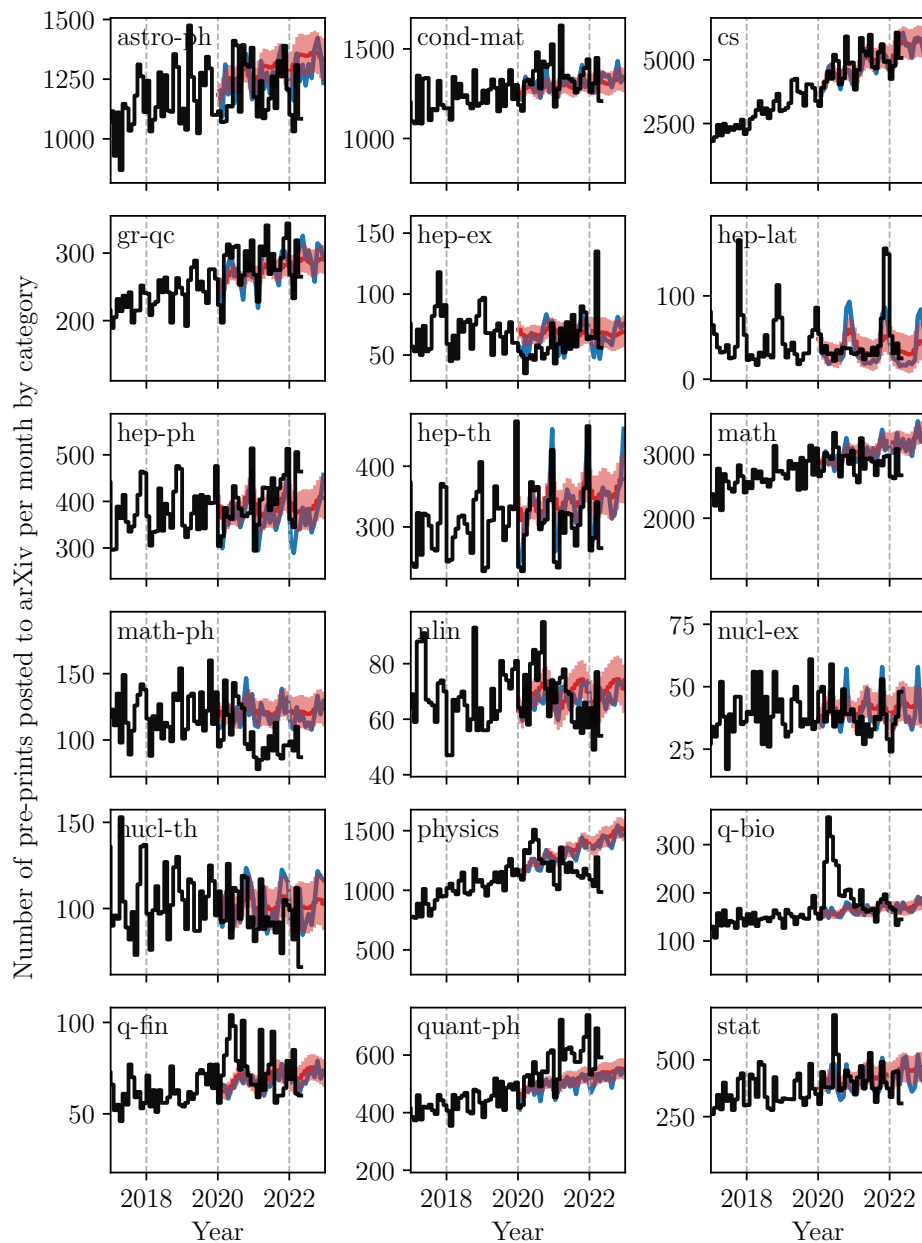 Number of pre-prints posted to arXiv per month by category
astro-ph
1500
1250
1000
cond-mat
1500
1250
1000
cs
5000
2500
gr-qc
300
200
hep-ex
150
100
50
hep-lat
100
0
hep-ph
500
400
300
hep-th
400
300
math
3000
2000
math-ph
150
100
nlin
80
60
40
nucl-ex
75
50
25
nucl-th
150
100
physics
1500
1000
500
q-bio
300
200
100
q-fin
100
50
quant-ph
600
400
200
stat
500
250
2018 2020 2022
2018 2020 2022
2018 2020 2022
Year
Year
Year